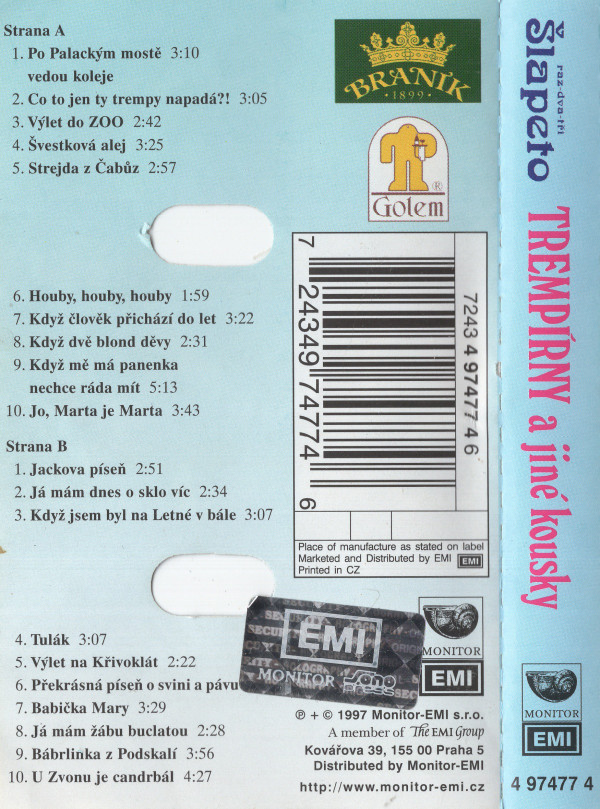 Strana A
1. Po Palackým mostě 3:10
vedou koleje
2. Co to jen ty trempy napadá?! 3:05
3. Výlet do ZOO 2:42
4. Švestková alej 3:25
5. Strejda z Čabůz 2:57
6. Houby, houby, houby 1:59
7. Když člověk přichází do let 3:22
8. Když dvě blond děvy 2:31
9. Když mě má panenka
nechce ráda mít 5:13
10. Jo, Marta je Marta 3:43
Strana B
1. Jackova píseň 2:51
2. Já mám dnes o sklo víc 2:34
3. Když jsem byl na Letné v bále 3:07
4. Tulák 3:07
5. Výlet na Křivoklát 2:22
6. Překrásná píseň o svini a pávu
7. Babička Mary 3:29
8. Já mám žábu buclatou 2:28
9. Bábrlinka z Podskalí 3:56
10. U Zvonu je candrbál 4:27
BRANÍK
·1899·
Golem
®
7 24349 74774 6
7243 4 97477 4 6
Place of manufacture as stated on label
Marketed and Distributed by EMI EMI
Printed in CZ
EMI
MONITOR
MONITOR
EMI
℗ + © 1997 Monitor-EMI s.r.o.
A member of The EMI Group
Kovářova 39, 155 00 Praha 5
Distributed by Monitor-EMI
http://www.monitor-emi.cz
raz-dva-tři
Šlapeto
TREMPÍRNY a jiné kousky
MONITOR
EMI
4 97477 4